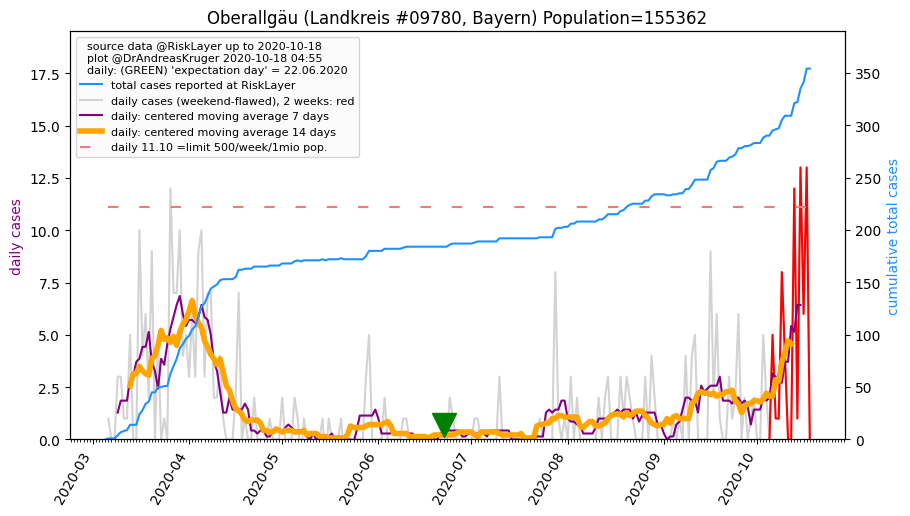 Oberallgäu (Landkreis #09780, Bayern) Population=155362
source data @RiskLayer up to 2020-10-18
plot @DrAndreasKruger 2020-10-18 04:55
daily: (GREEN) 'expectation day' = 22.06.2020
total cases reported at RiskLayer
daily cases (weekend-flawed), 2 weeks: red
daily: centered moving average 7 days
daily: centered moving average 14 days
daily 11.10 =limit 500/week/1mio pop.
daily cases
17.5
15.0
12.5
10.0
7.5
5.0
2.5
0.0
350
300
250
200
150
100
50
0
cumulative total cases
2020-03
2020-04
2020-05
2020-06
2020-07
2020-08
2020-09
2020-10